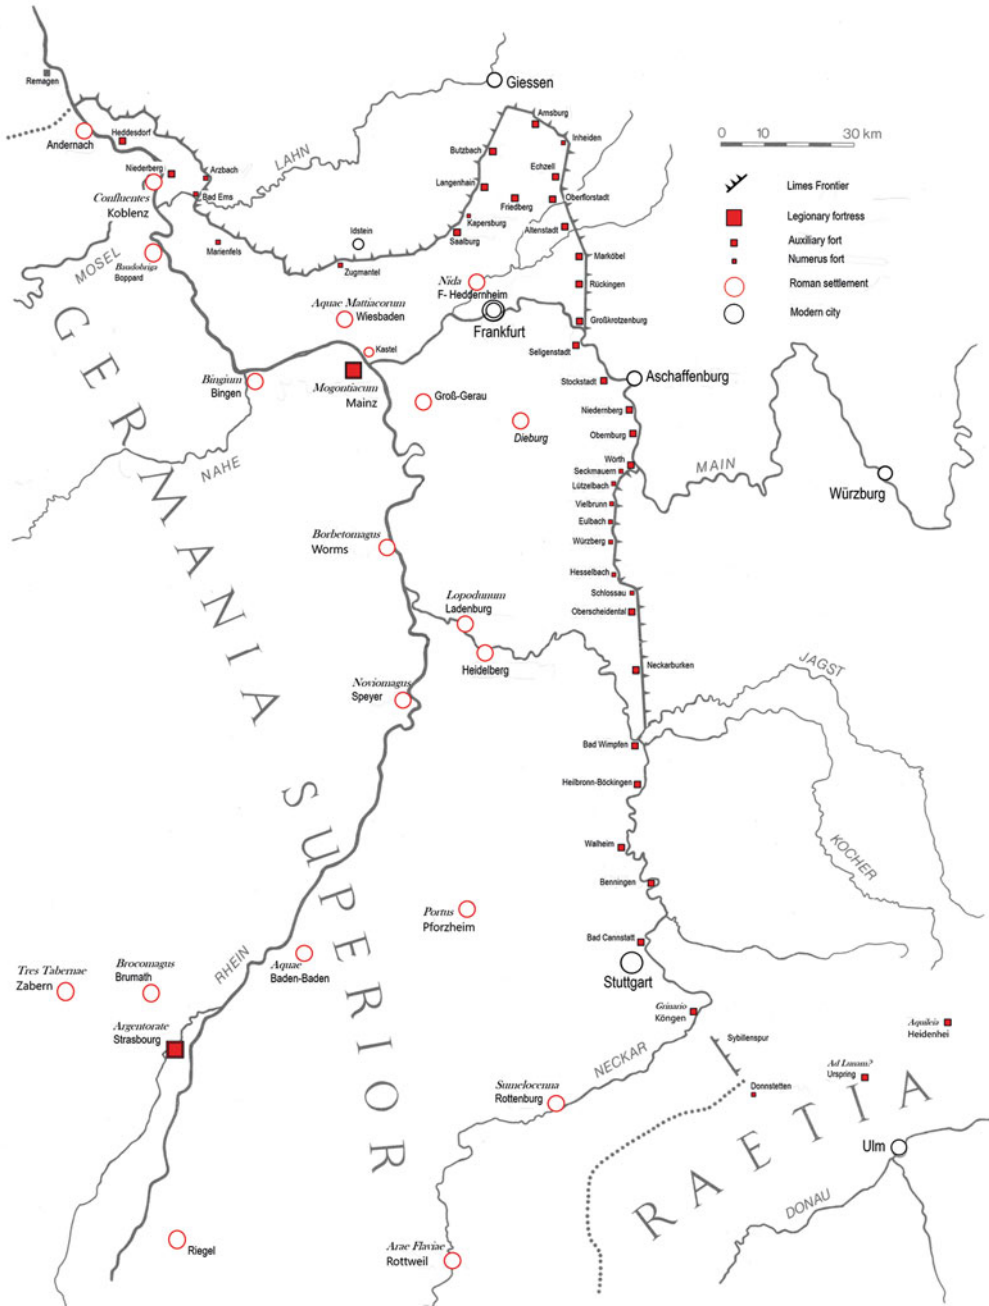 Remagen
Giessen
Arnsburg
0 10 30 km
Heddesdorf
Inheiden
Andernach
LAHN
Butzbach
Echzell
Niederberg
Arzbach
Langenhain
Limes Frontier
Confluentes
Koblenz
Bad Ems
Friedberg
Oberflorstadt
Legionary fortress
Kapersburg
Altenstadt
Idstein
Saalburg
Auxiliary fort
Marienfels
MOSEL
Marköbel
Numerus fort
Baudobriga
Boppard
Zugmantel
Nida
F- Heddernheim
Rückingen
Roman settlement
Aquae Mattiacorum
Wiesbaden
Großkrotzenburg
Modern city
Frankfurt
Kastel
Seligenstadt
Bingium
Bingen
Mogontiacum
Mainz
Stockstadt
Aschaffenburg
Groß-Gerau
Niedernberg
Dieburg
Obernburg
NAHE
Wörth
MAIN
Seckmauern
Lützelbach
Würzburg
Vielbrunn
Eulbach
Borbetomagus
Worms
Würzberg
Hesselbach
Schlossau
Lopodunum
Ladenburg
Oberscheidental
Heidelberg
Neckarburken
JAGST
Noviomagus
Speyer
Bad Wimpfen
Heilbronn-Böckingen
Walheim
KOCHER
Benningen
Portus
Pforzheim
Bad Cannstatt
RHEIN
Tres Tabernae
Zabern
Brocomagus
Brumath
Aquae
Baden-Baden
Stuttgart
Argentorate
Strasbourg
Grinario
Köngen
Aquileia
Heidenhei
Sybillenspur
NECKAR
Ad Lunam?
Urspring
Sumelocenna
Rottenburg
Donnstetten
Ulm
DONAU
Riegel
Arae Flaviae
Rottweil
GERMANIA SUPERIOR
RAETIA